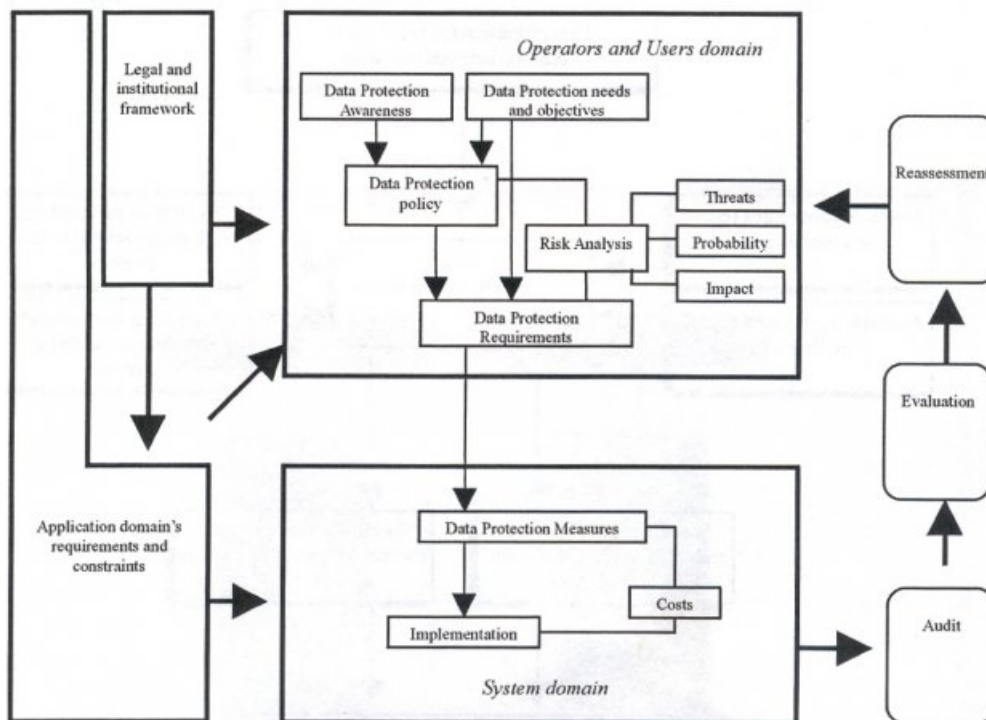 Legal and
institutional
framework
Operators and Users domain
Data Protection
Awareness
Data Protection needs
and objectives
Data Protection
policy
Risk Analysis
Threats
Probability
Impact
Data Protection
Requirements
Reassessment
Evaluation
Audit
Application domain's
requirements and
constraints
Data Protection Measures
Costs
Implementation
System domain